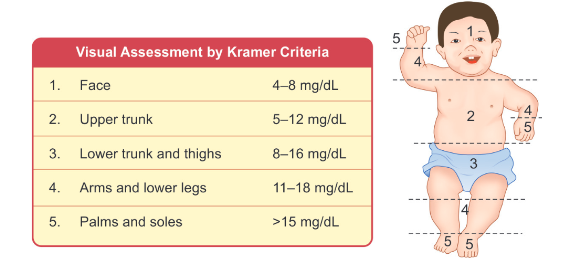 Visual Assessment by Kramer Criteria
1. Face 4–8 mg/dL
2. Upper trunk 5–12 mg/dL
3. Lower trunk and thighs 8–16 mg/dL
4. Arms and lower legs 11–18 mg/dL
5. Palms and soles >15 mg/dL
1
5
4
2
4
5
3
4
5 5